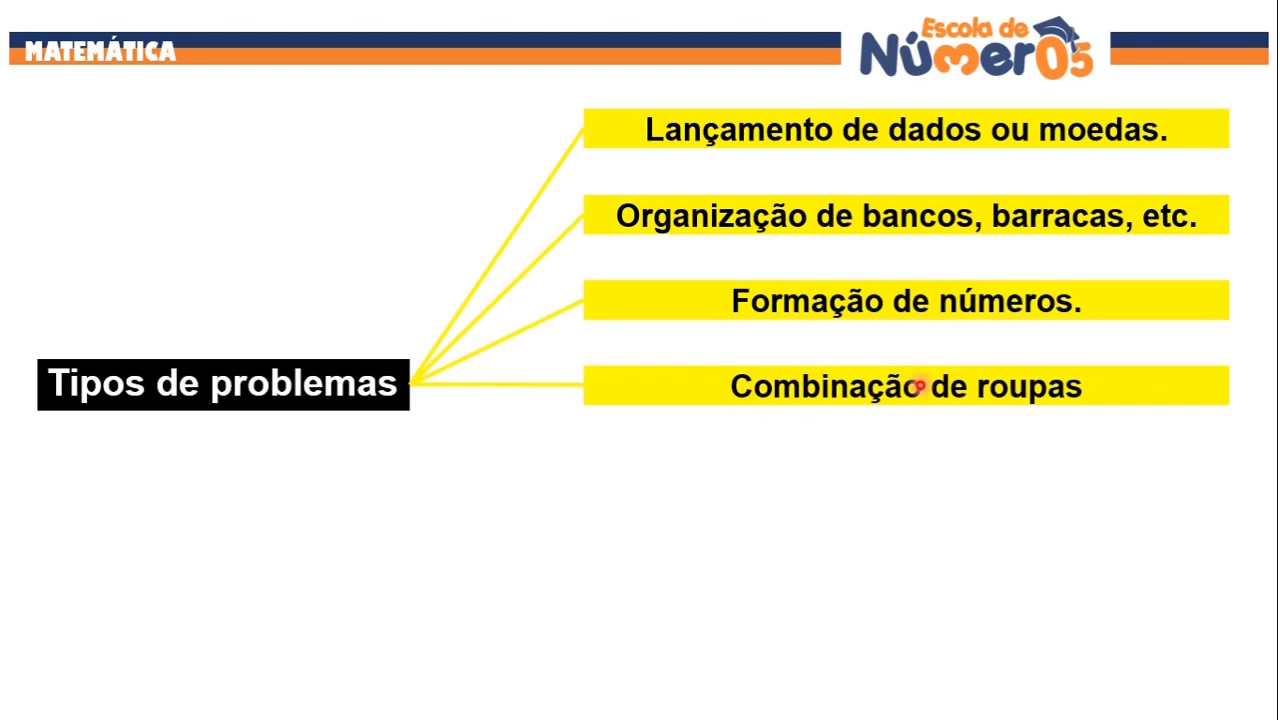 MATEMÁTICA
Escola de
Númer05
Lançamento de dados ou moedas.
Organização de bancos, barracas, etc.
Formação de números.
Tipos de problemas
Combinação de roupas